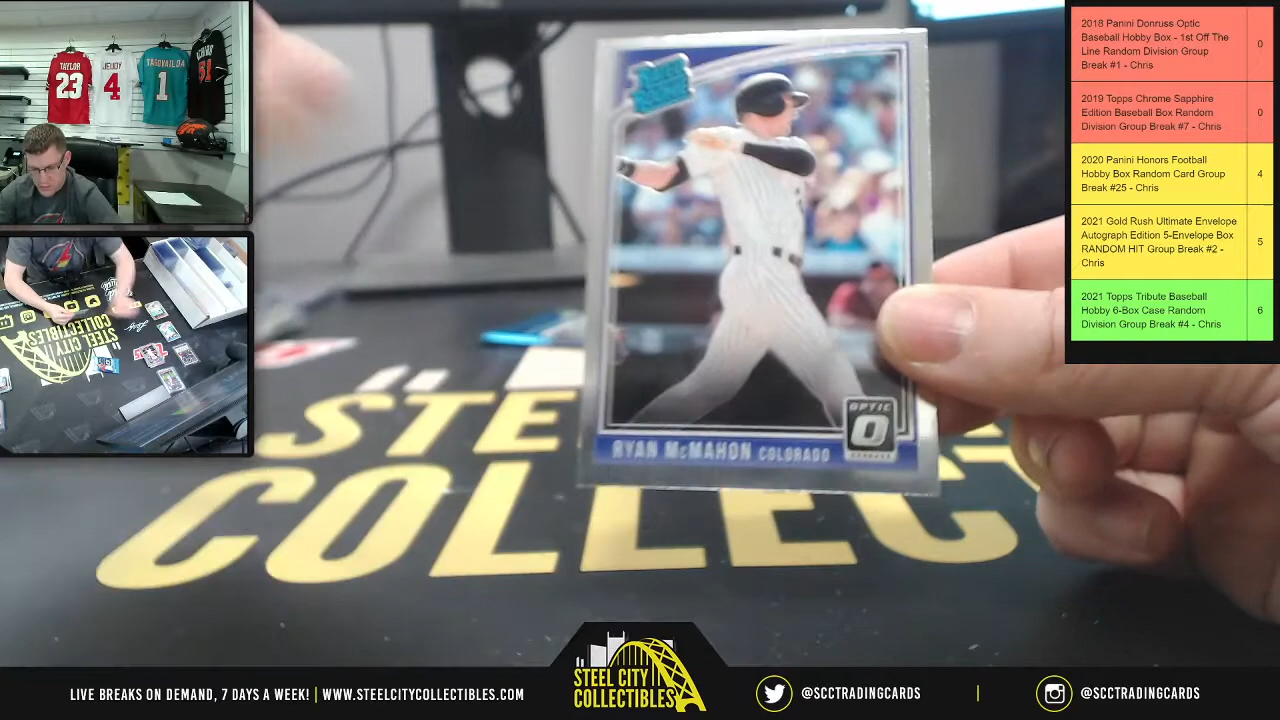 TAYLOR
23
JEUDY
4
TAGOVAILOA
1
51
STEEL CITY
COLLECTIBLES
2018 Panini Donruss Optic
Baseball Hobby Box - 1st Off The
Line Random Division Group
Break #1 - Chris
0
2019 Topps Chrome Sapphire
Edition Baseball Box Random
Division Group Break #7 - Chris
0
2020 Panini Honors Football
Hobby Box Random Card Group
Break #25 - Chris
4
2021 Gold Rush Ultimate Envelope
Autograph Edition 5-Envelope Box
RANDOM HIT Group Break #2 -
Chris
5
2021 Topps Tribute Baseball
Hobby 6-Box Case Random
Division Group Break #4 - Chris
6
OPTIC
RYAN McMAHON COLORADO
STE
COLLECT
LIVE BREAKS ON DEMAND, 7 DAYS A WEEK! | WWW.STEELCITYCOLLECTIBLES.COM
STEEL CITY
COLLECTIBLES
@SCCTRADINGCARDS
|
@SCCTRADINGCARDS